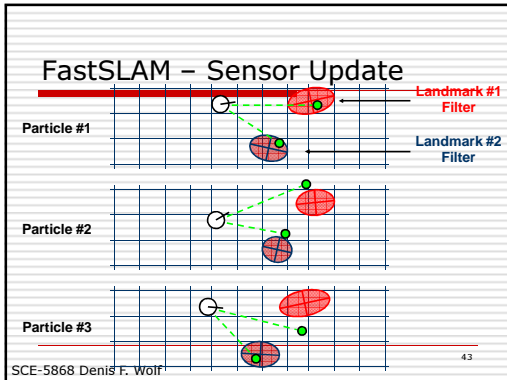 FastSLAM – Sensor Update
Landmark #1
Filter
Particle #1
Landmark #2
Filter
Particle #2
Particle #3
43
SCE-5868 Denis F. Wolf